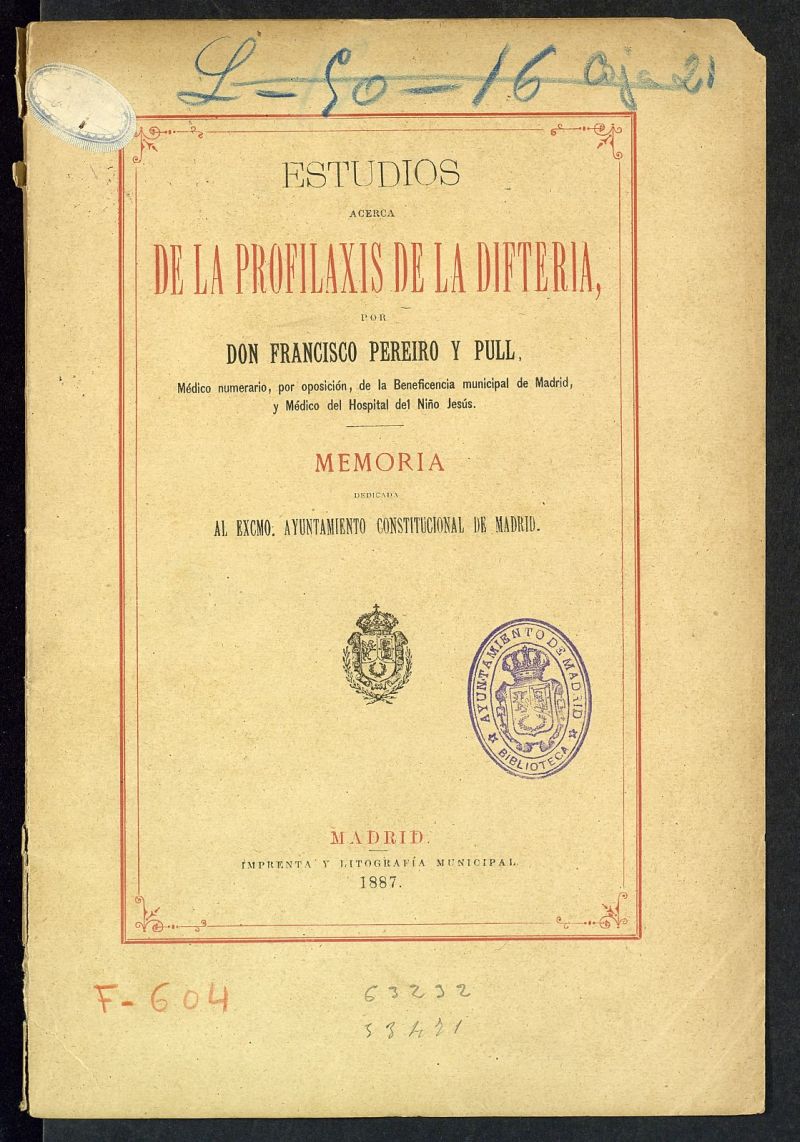 L-50-16 Caja 21
ESTUDIOS
ACERCA
DE LA PROFILAXIS DE LA DIFTERIA,
POR
DON FRANCISCO PEREIRO Y PULL,
Médico numerario, por oposición, de la Beneficencia municipal de Madrid,
y Médico del Hospital del Niño Jesús.
MEMORIA
DEDICADA
AL EXCMO. AYUNTAMIENTO CONSTITUCIONAL DE MADRID.
AYUNTAMIENTO DE MADRID
BIBLIOTECA
MADRID.
IMPRENTA Y LITOGRAFÍA MUNICIPAL.
1887.
F-604
63232
33421